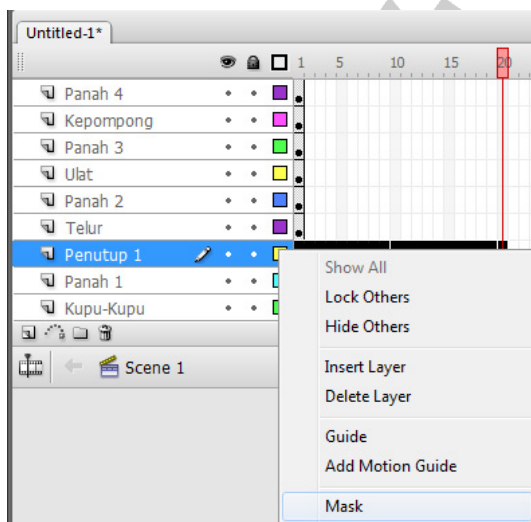 Untitled-1*
1 5 10 15 20
Panah 4
Kepompong
Panah 3
Ulat
Panah 2
Telur
Penutup 1
Panah 1
Kupu-Kupu
Scene 1
Show All
Lock Others
Hide Others
Insert Layer
Delete Layer
Guide
Add Motion Guide
Mask